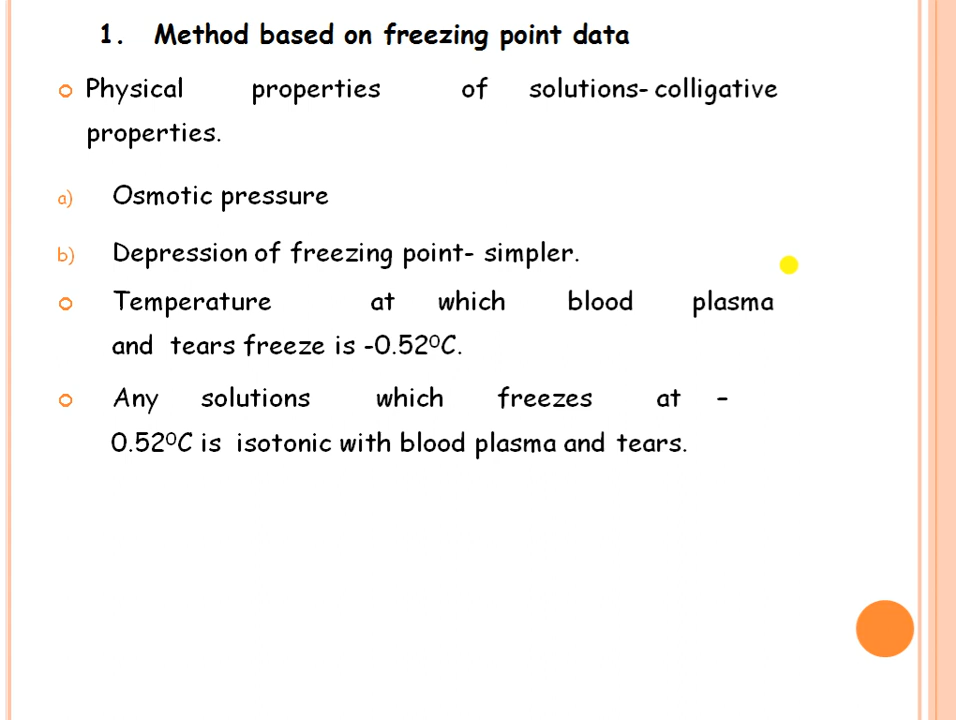 1. Method based on freezing point data
Physical properties of solutions- colligative
properties.
a) Osmotic pressure
b) Depression of freezing point- simpler.
Temperature at which blood plasma
and tears freeze is -0.52⁰C.
Any solutions which freezes at –
0.52⁰C is isotonic with blood plasma and tears.